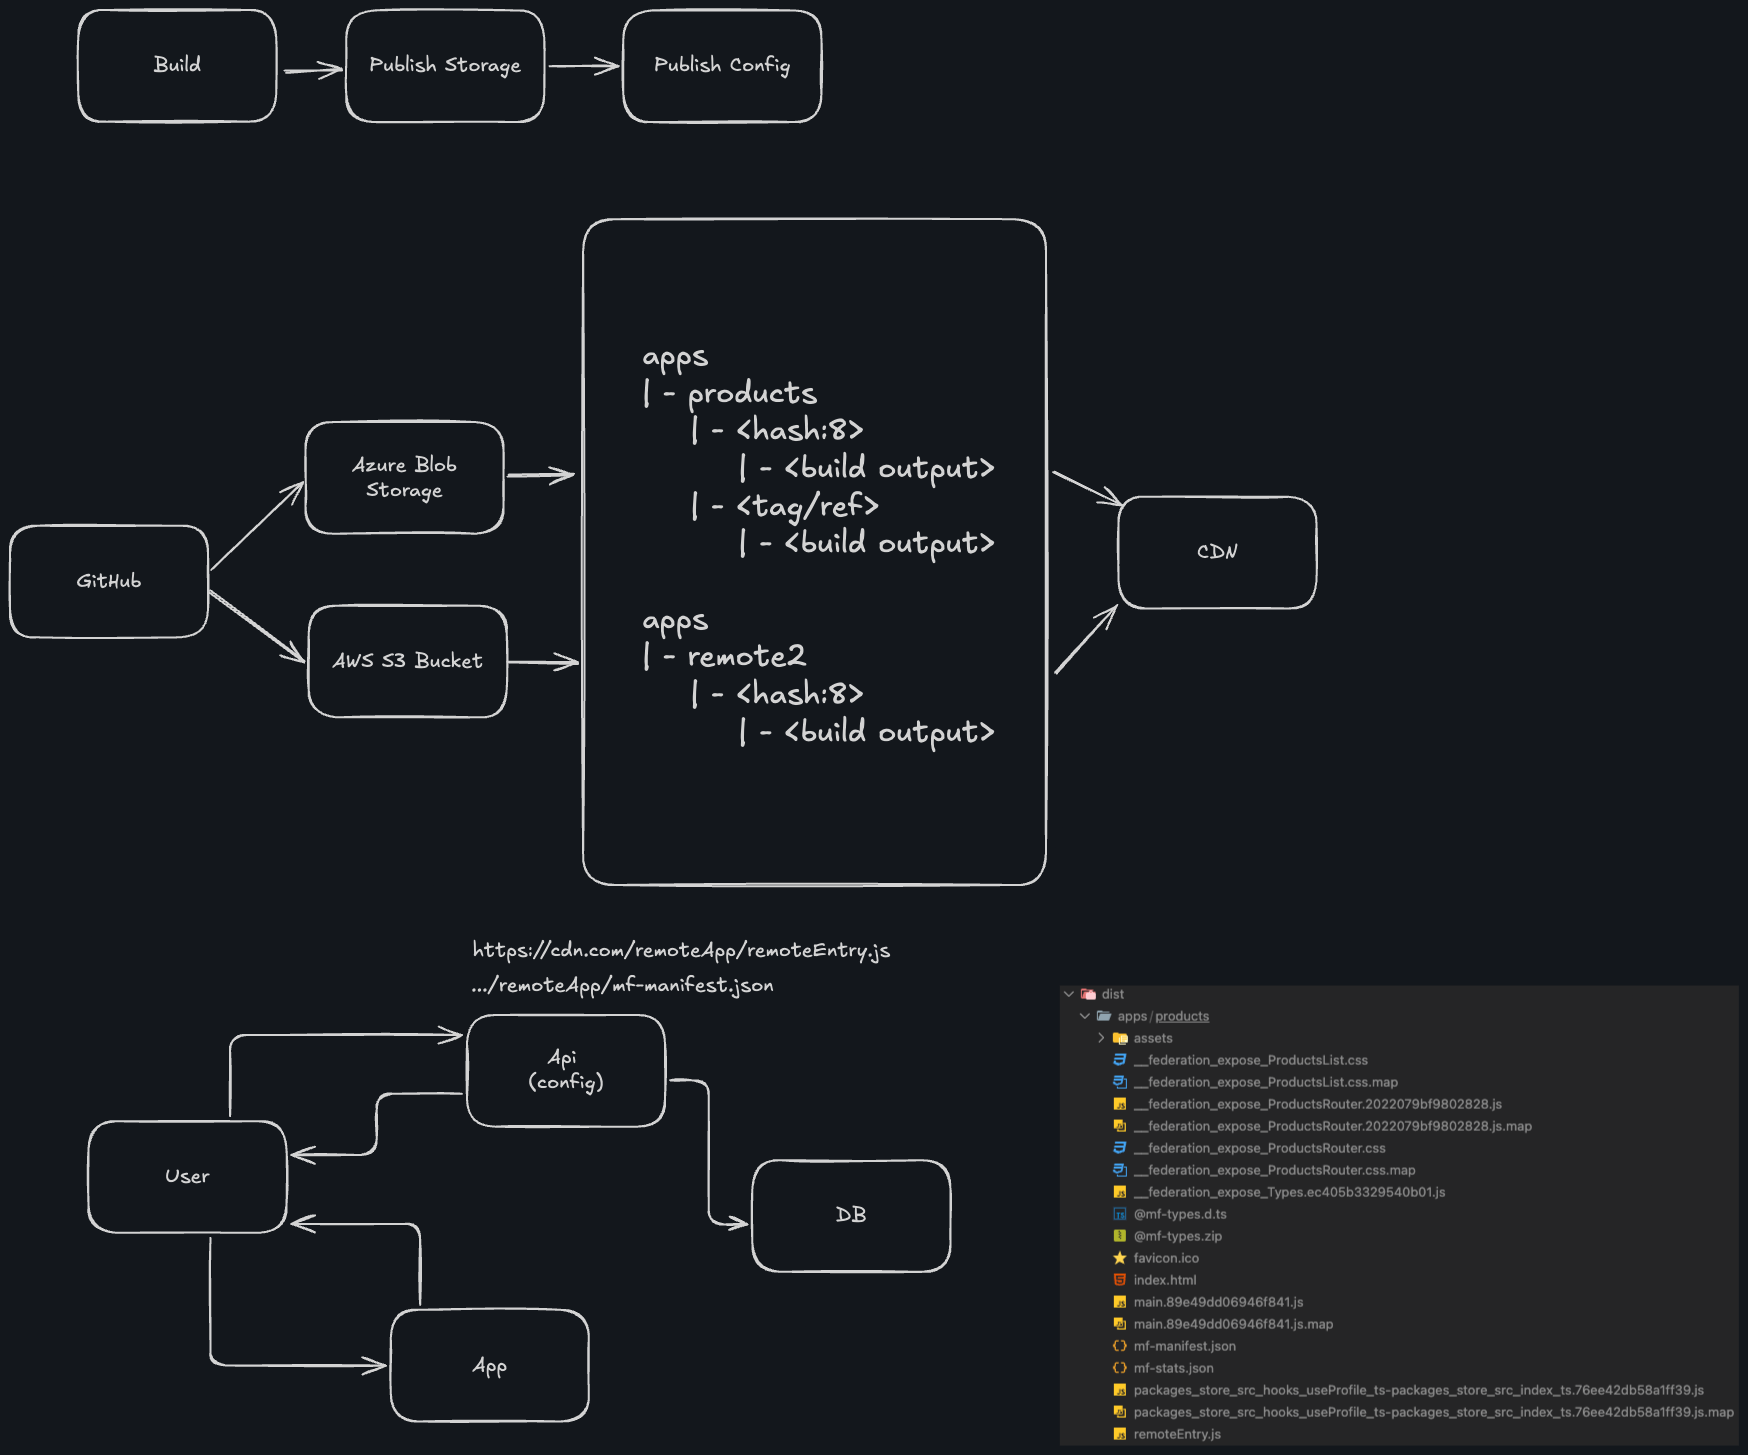 Build
Publish Storage
Publish Config
apps
| - products
| - <hash:8>
| - <build output>
| - <tag/ref>
| - <build output>
apps
| - remote2
| - <hash:8>
| - <build output>
Azure Blob
Storage
GitHub
AWS S3 Bucket
CDN
https://cdn.com/remoteApp/remoteEntry.js
.../remoteApp/mf-manifest.json
Api
(config)
User
DB
App
dist
apps/products
assets
__federation_expose_ProductsList.css
__federation_expose_ProductsList.css.map
__federation_expose_ProductsRouter.2022079bf9802828.js
__federation_expose_ProductsRouter.2022079bf9802828.js.map
__federation_expose_ProductsRouter.css
__federation_expose_ProductsRouter.css.map
__federation_expose_Types.ec405b3329540b01.js
@mf-types.d.ts
@mf-types.zip
favicon.ico
index.html
main.89e49dd06946f841.js
main.89e49dd06946f841.js.map
mf-manifest.json
mf-stats.json
packages_store_src_hooks_useProfile_ts-packages_store_src_index_ts.76ee42db58a1ff39.js
packages_store_src_hooks_useProfile_ts-packages_store_src_index_ts.76ee42db58a1ff39.js.map
remoteEntry.js